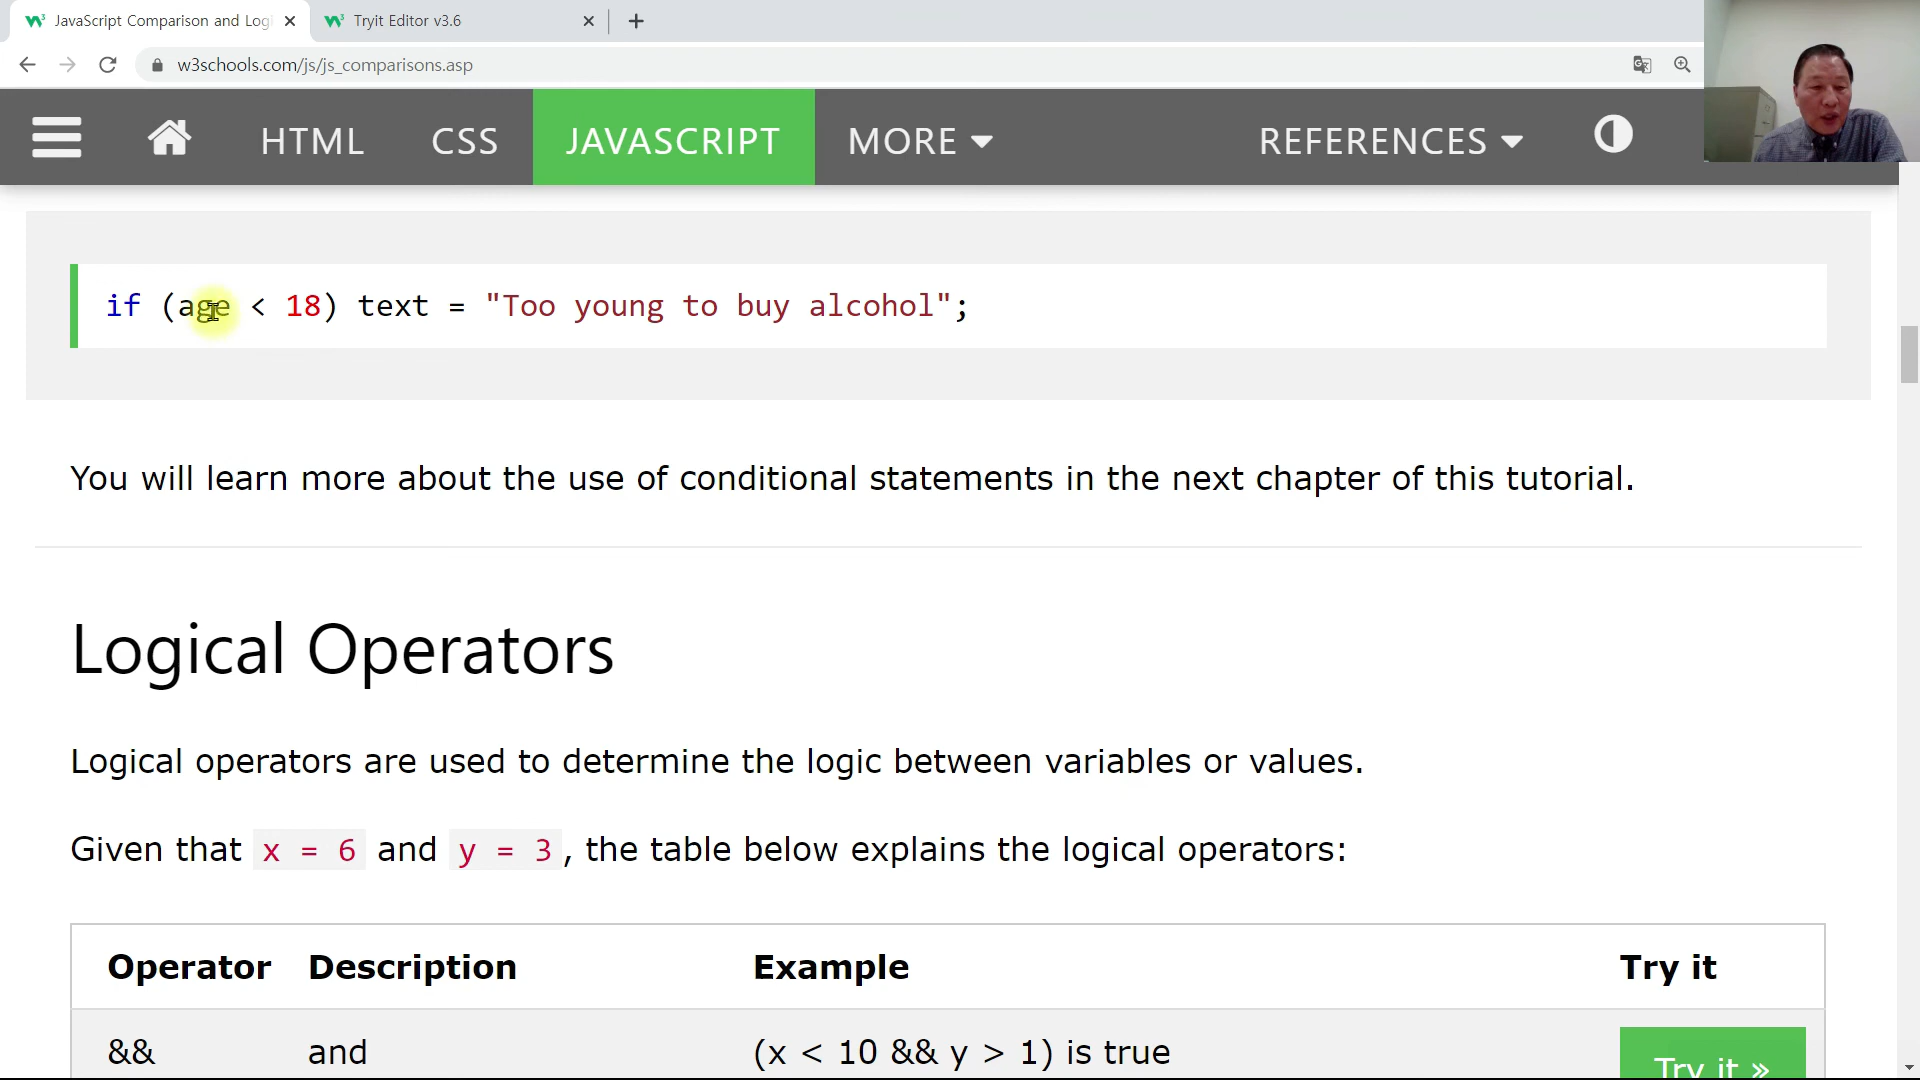 JavaScript Comparison and Logi
Tryit Editor v3.6
w3schools.com/js/js_comparisons.asp
HTML CSS JAVASCRIPT MORE REFERENCES
if (age < 18) text = "Too young to buy alcohol";
You will learn more about the use of conditional statements in the next chapter of this tutorial.
Logical Operators
Logical operators are used to determine the logic between variables or values.
Given that x = 6 and y = 3, the table below explains the logical operators:
Operator Description Example Try it
&& and (x < 10 && y > 1) is true Try it »